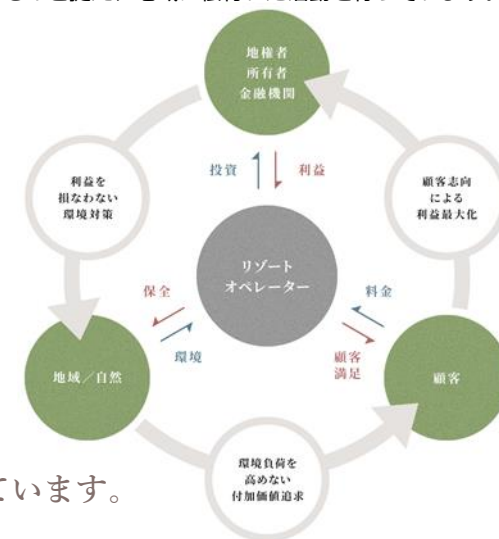 地権者
所有者
金融機関
投資
利益
利益を
損なわない
環境対策
顧客志向
による
利益最大化
リゾート
オペレーター
保全
環境
料金
顧客
満足
地域／自然
顧客
環境負荷を
高めない
付加価値追求
ています。